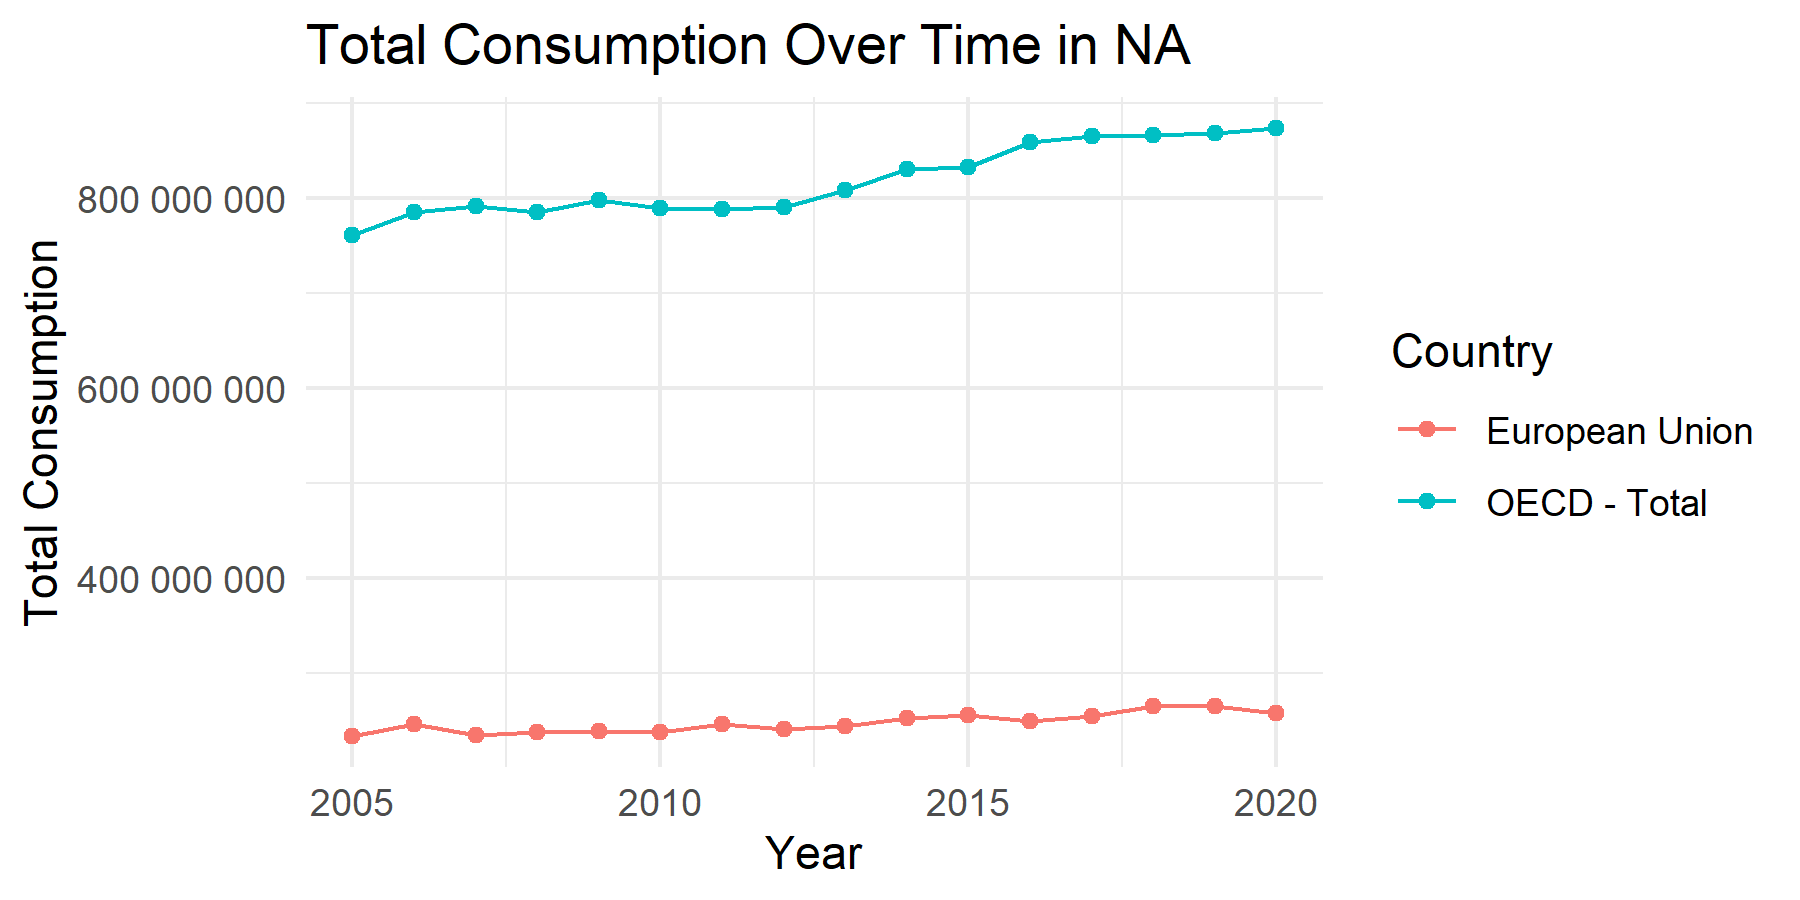 Total Consumption Over Time in NA
Total Consumption
800 000 000
600 000 000
400 000 000
2005 2010 2015 2020
Year
Country
European Union
OECD - Total